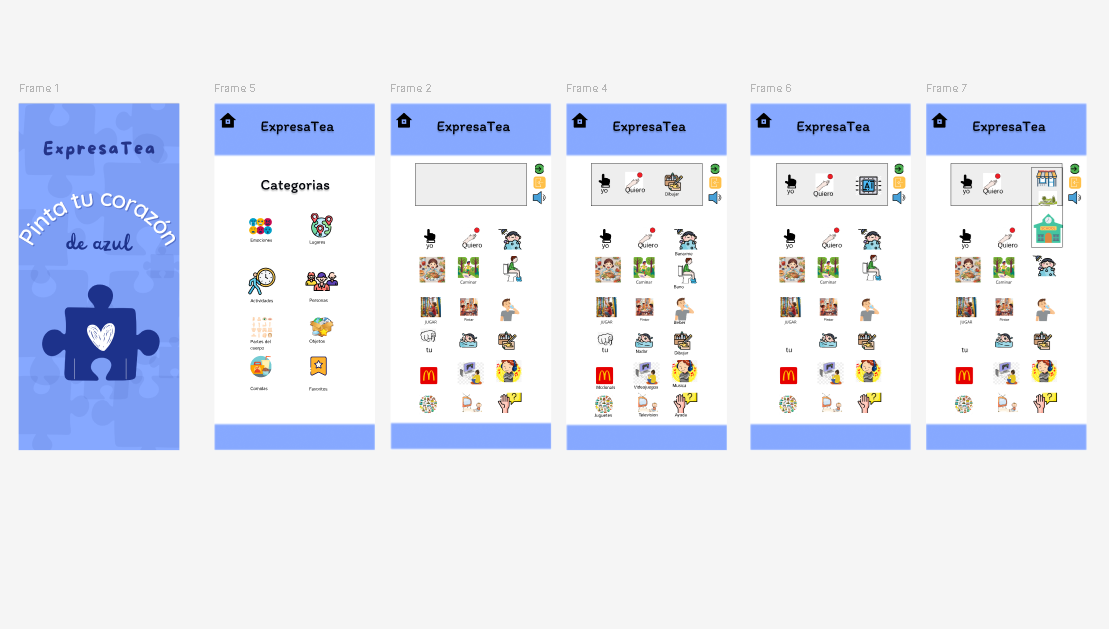 Frame 1
ExpresaTea
Pinta tu corazón
de azul
Frame 5
ExpresaTea
Categorias
Emociones
Lugares
Actividades
Personas
Partes del
cuerpo
Objetos
Comidas
Favoritos
Frame 2
ExpresaTea
yo
Quiero
Caminar
JUGAR
Pintar
tu
Frame 4
ExpresaTea
yo
Quiero
Dibujar
yo
Quiero
Banarme
Caminar
Bano
JUGAR
Pintar
Beber
tu
Nadar
Dibujar
Mcdonals
Videojuegos
Musica
Juguetes
Television
Ayuda
Frame 6
ExpresaTea
yo
Quiero
AI
yo
Quiero
Caminar
JUGAR
Pintar
tu
Frame 7
ExpresaTea
yo
Quiero
yo
Quiero
Caminar
JUGAR
Pintar
tu